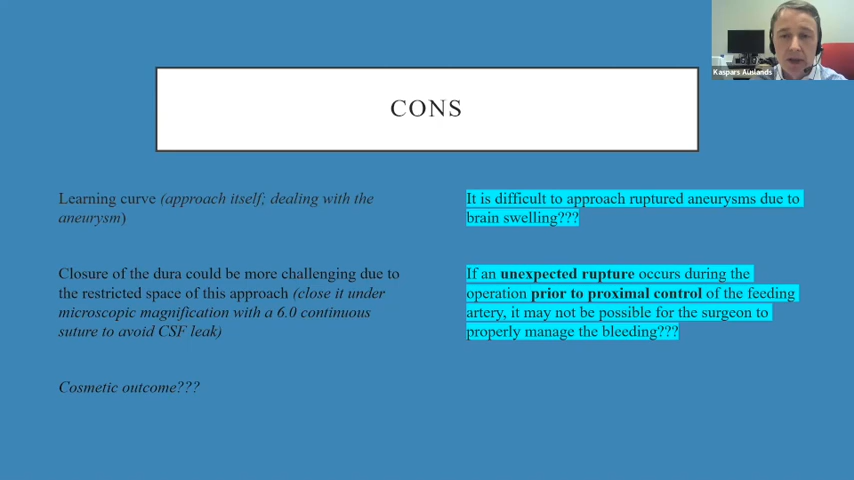 Kaspars Auslands
CONS
Learning curve (approach itself; dealing with the
aneurysm)
Closure of the dura could be more challenging due to
the restricted space of this approach (close it under
microscopic magnification with a 6.0 continuous
suture to avoid CSF leak)
Cosmetic outcome???
It is difficult to approach ruptured aneurysms due to
brain swelling???
If an unexpected rupture occurs during the
operation prior to proximal control of the feeding
artery, it may not be possible for the surgeon to
properly manage the bleeding???